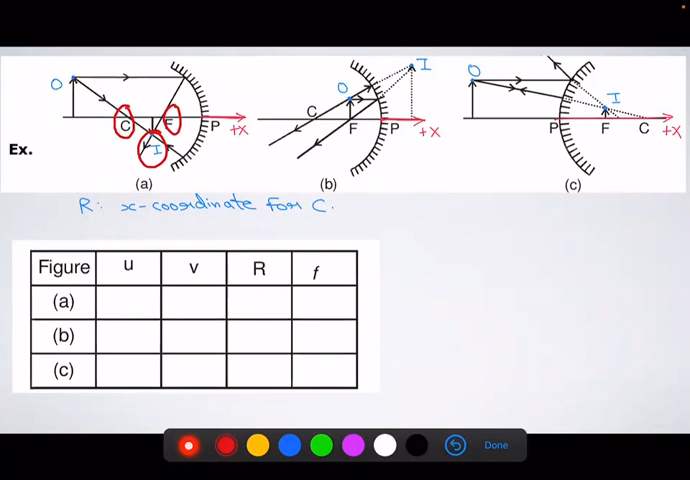 O C F I P +X
O C F P I +X
O P I F C +X
Ex.
(a) (b) (c)
R: x-coordinate for C.
Figure u v R f
(a)
(b)
(c)
Done